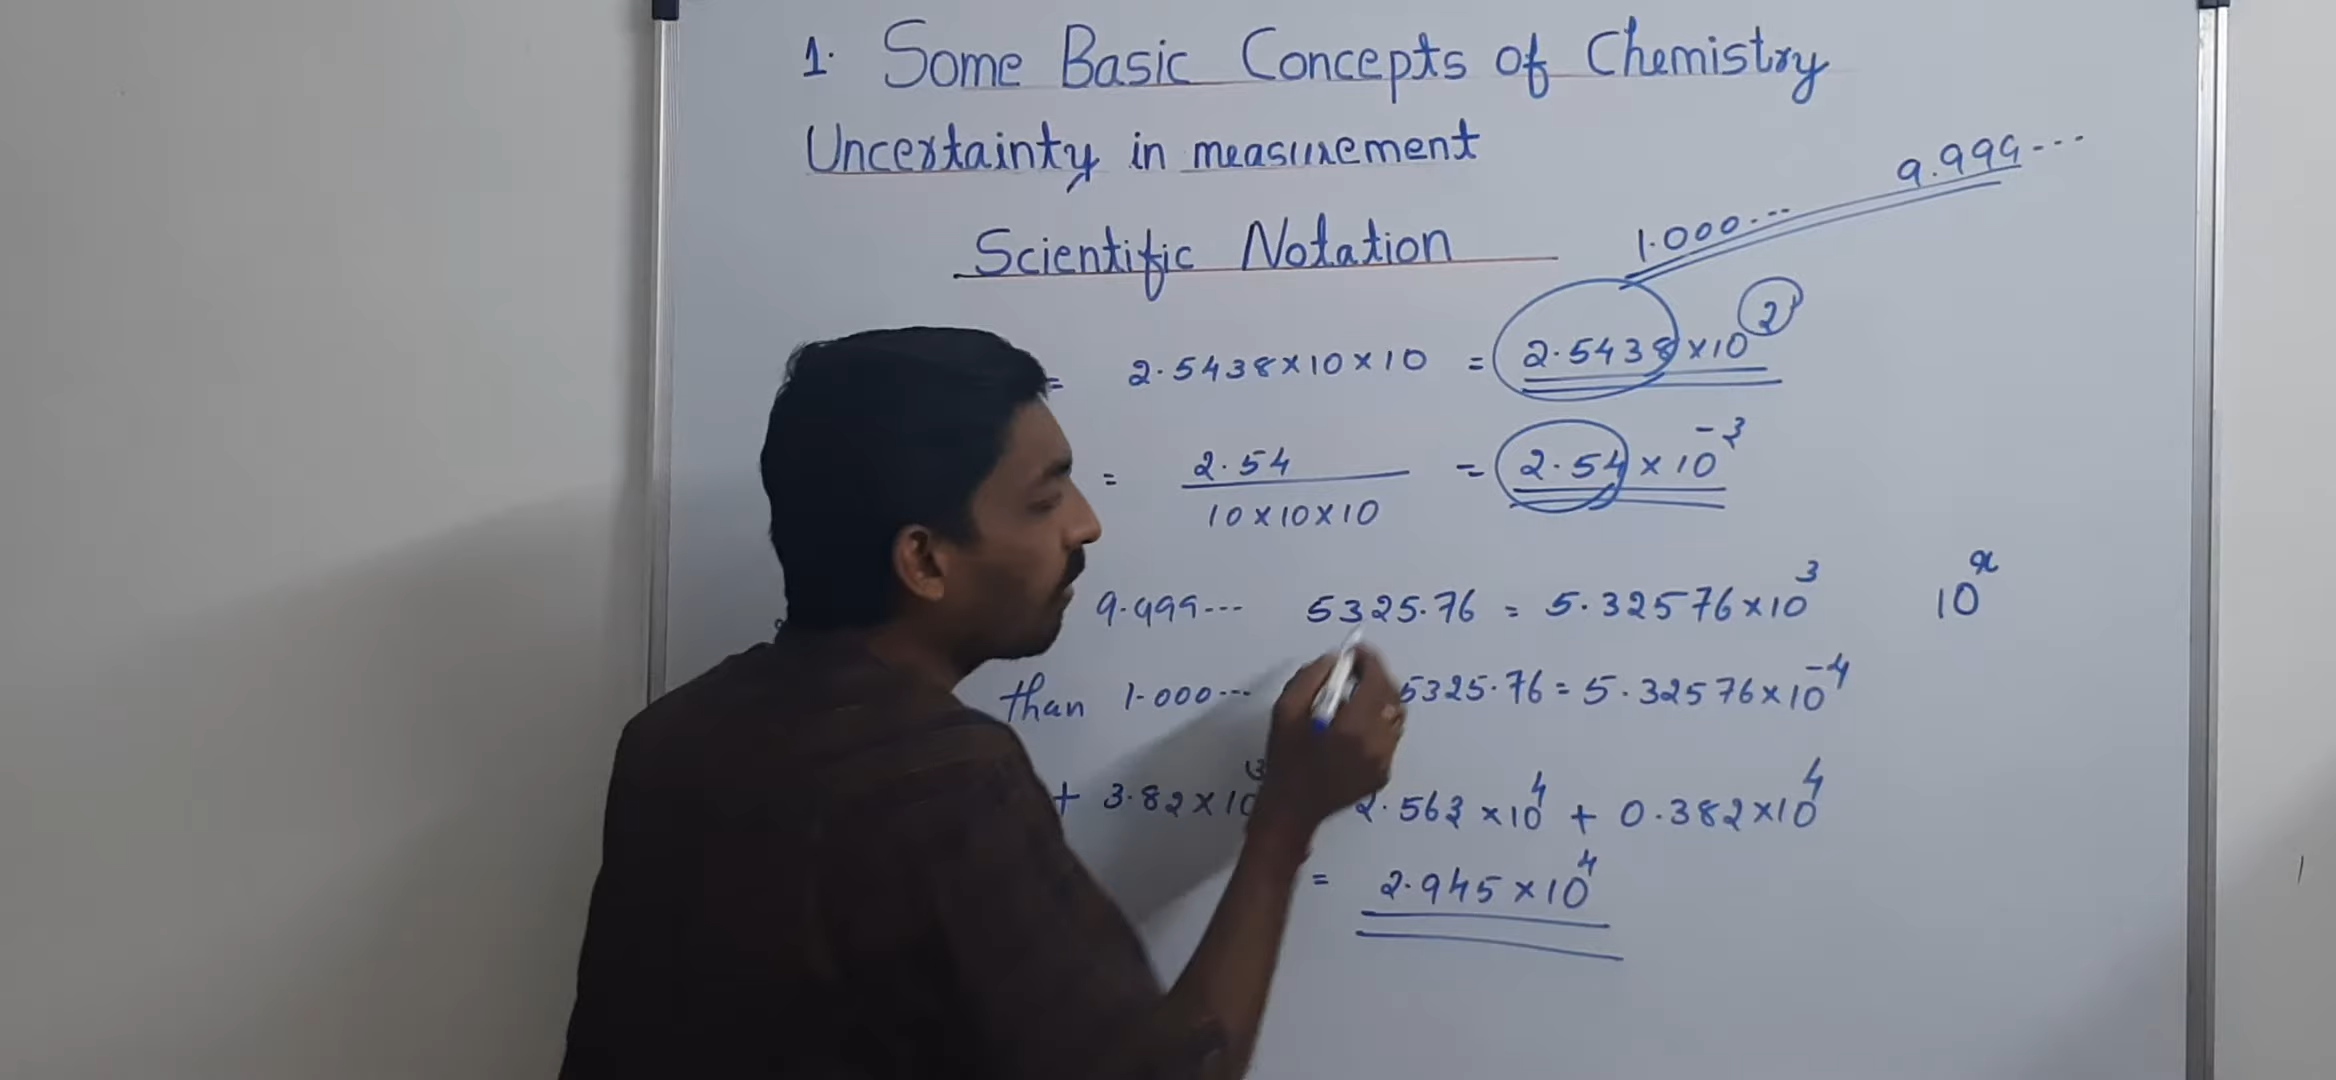 1. Some Basic Concepts of Chemistry
Uncertainty in measurement
9.999---
1.000---
Scientific Notation
= 2.5438×10×10 = 2.5438×10²
= 2.54 / 10×10×10 = 2.54×10⁻³
9.999--- 5325.76 = 5.32576×10³ 10ˣ
than 1.000--- 5325.76 = 5.32576×10⁻⁴
+ 3.82×10³ 2.563×10⁴ + 0.382×10⁴
= 2.945×10⁴